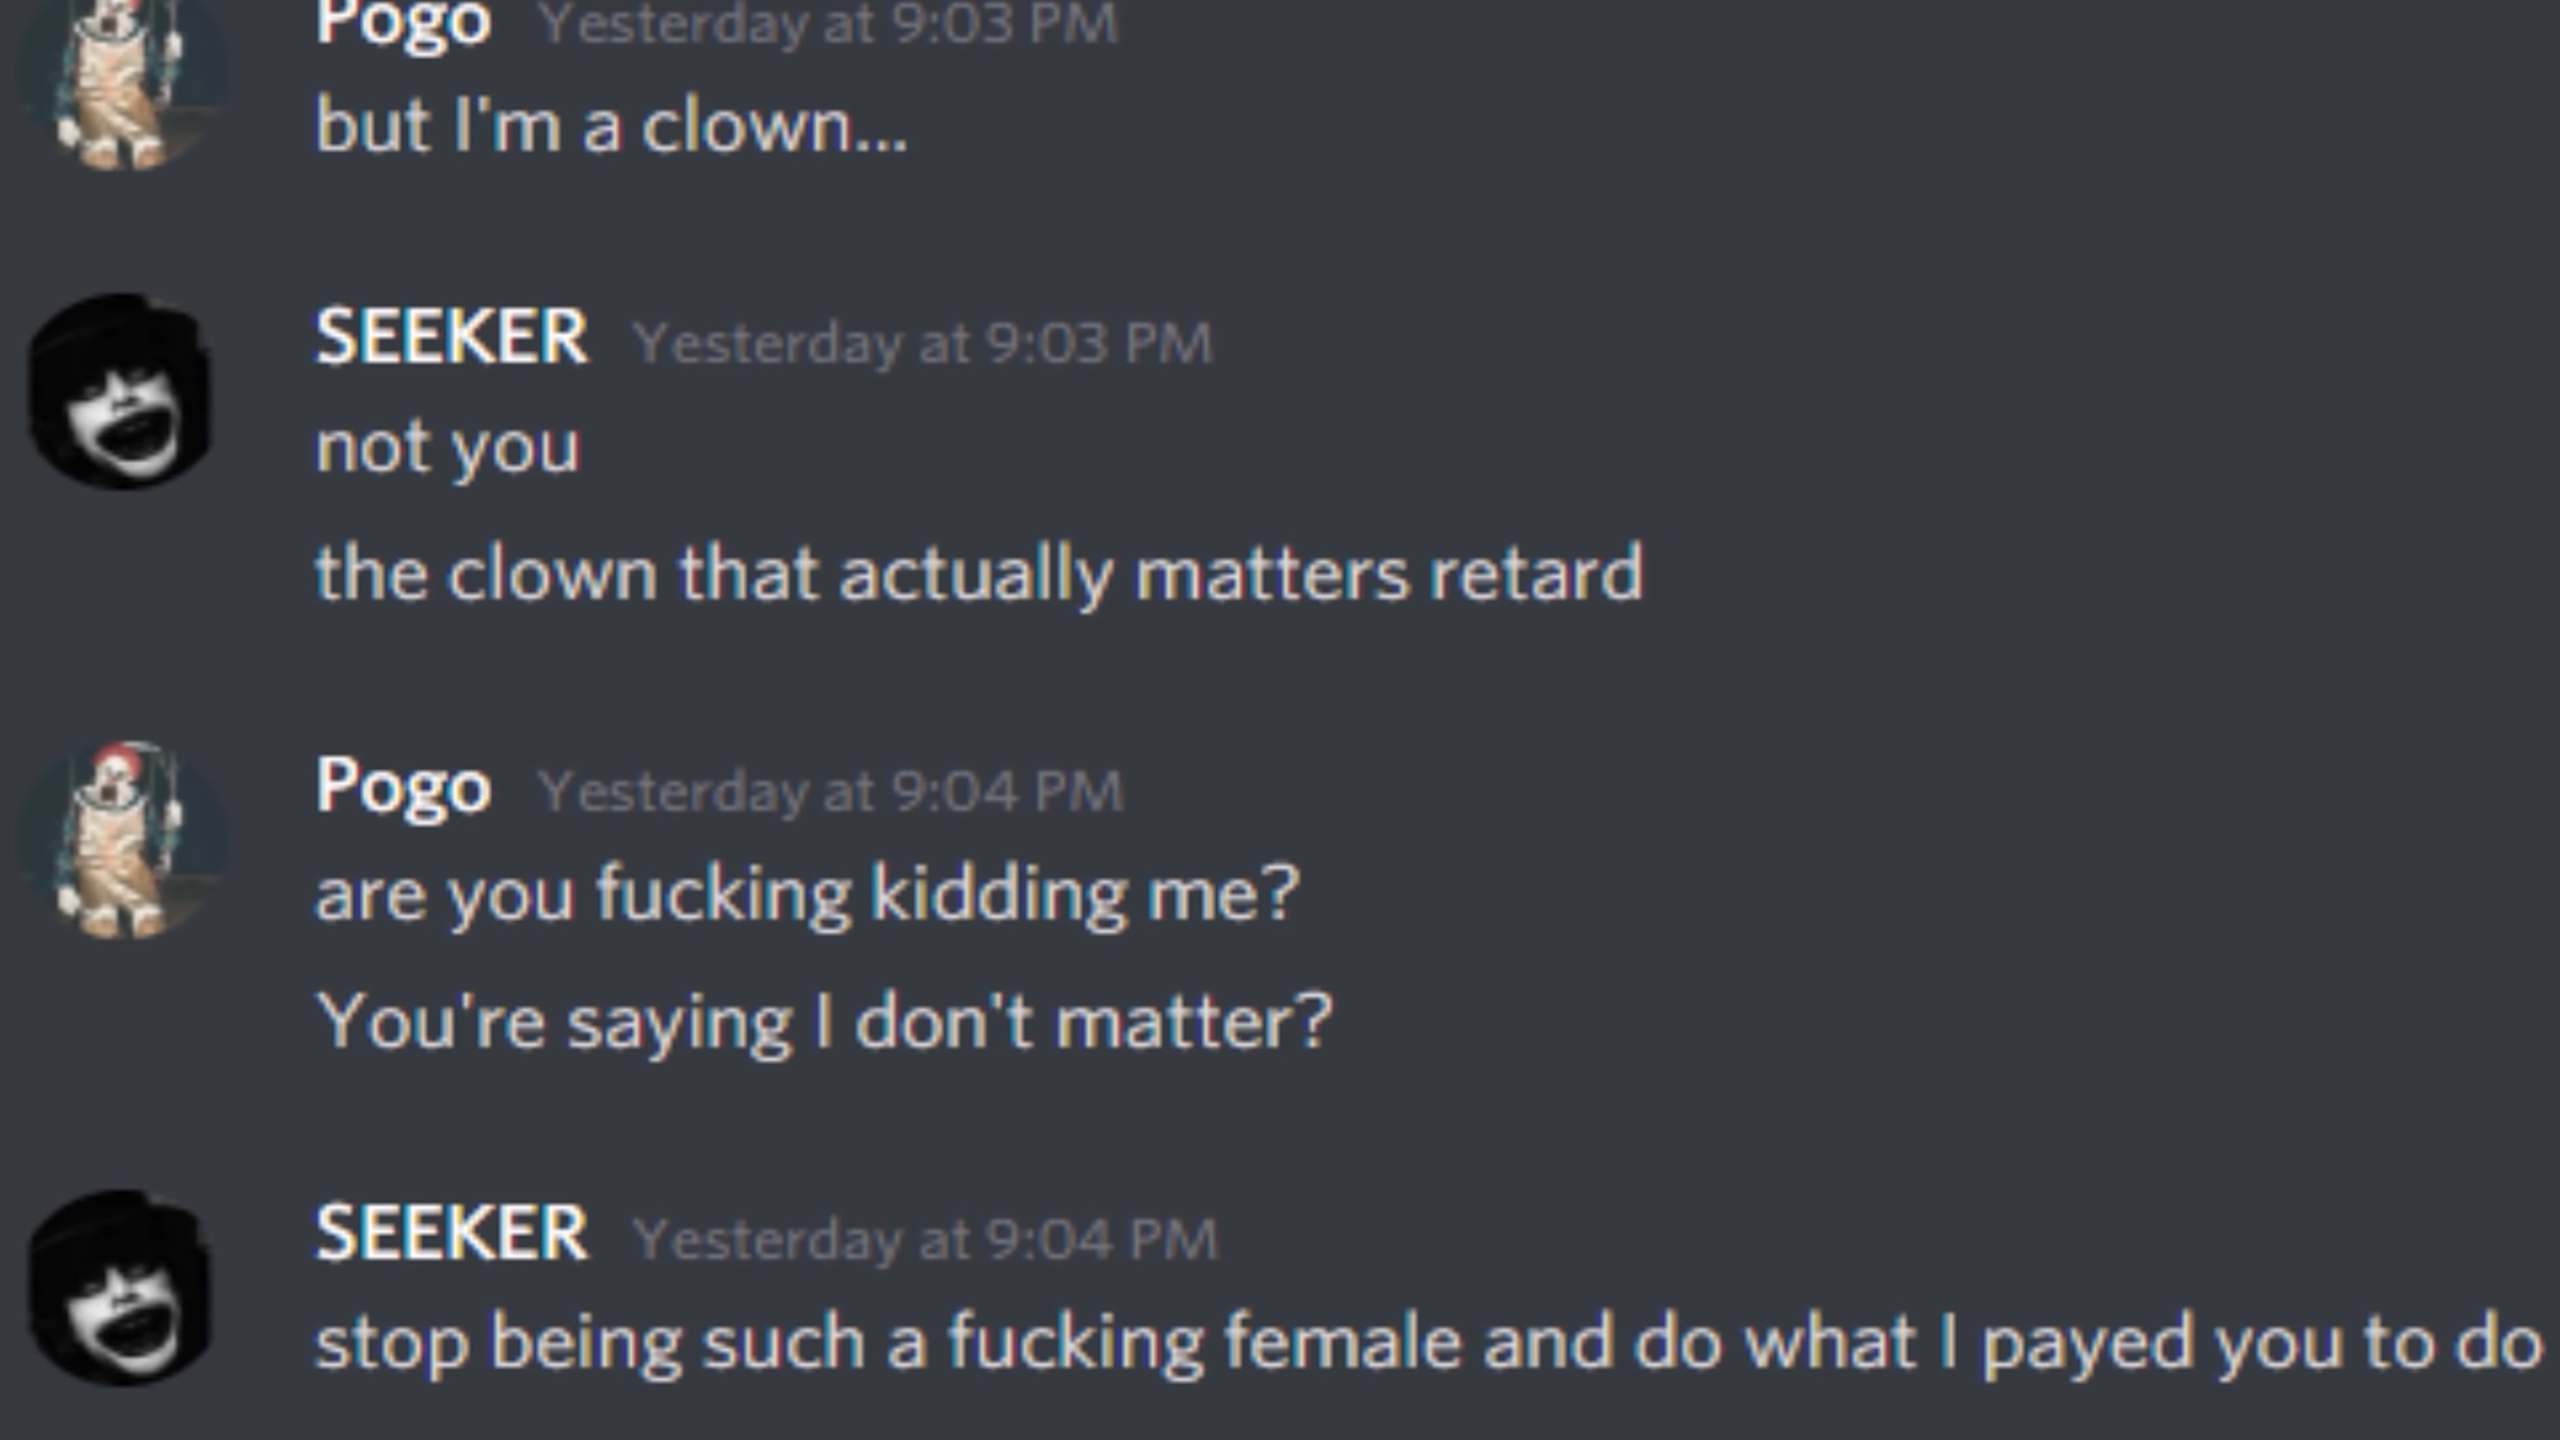 Pogo Yesterday at 9:03 PM
but I'm a clown...
SEEKER Yesterday at 9:03 PM
not you
the clown that actually matters retard
Pogo Yesterday at 9:04 PM
are you fucking kidding me?
You're saying I don't matter?
SEEKER Yesterday at 9:04 PM
stop being such a fucking female and do what I payed you to do